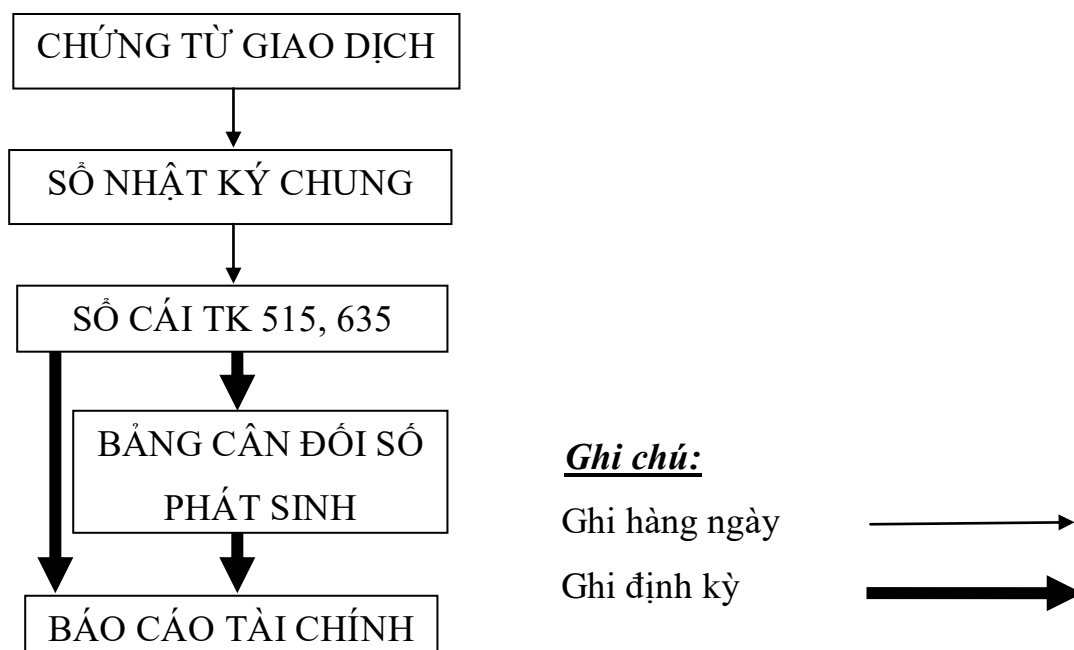 CHỨNG TỪ GIAO DỊCH
SỔ NHẬT KÝ CHUNG
SỔ CÁI TK 515, 635
BẢNG CÂN ĐỐI SỐ
PHÁT SINH
BÁO CÁO TÀI CHÍNH
Ghi chú:
Ghi hàng ngày
Ghi định kỳ